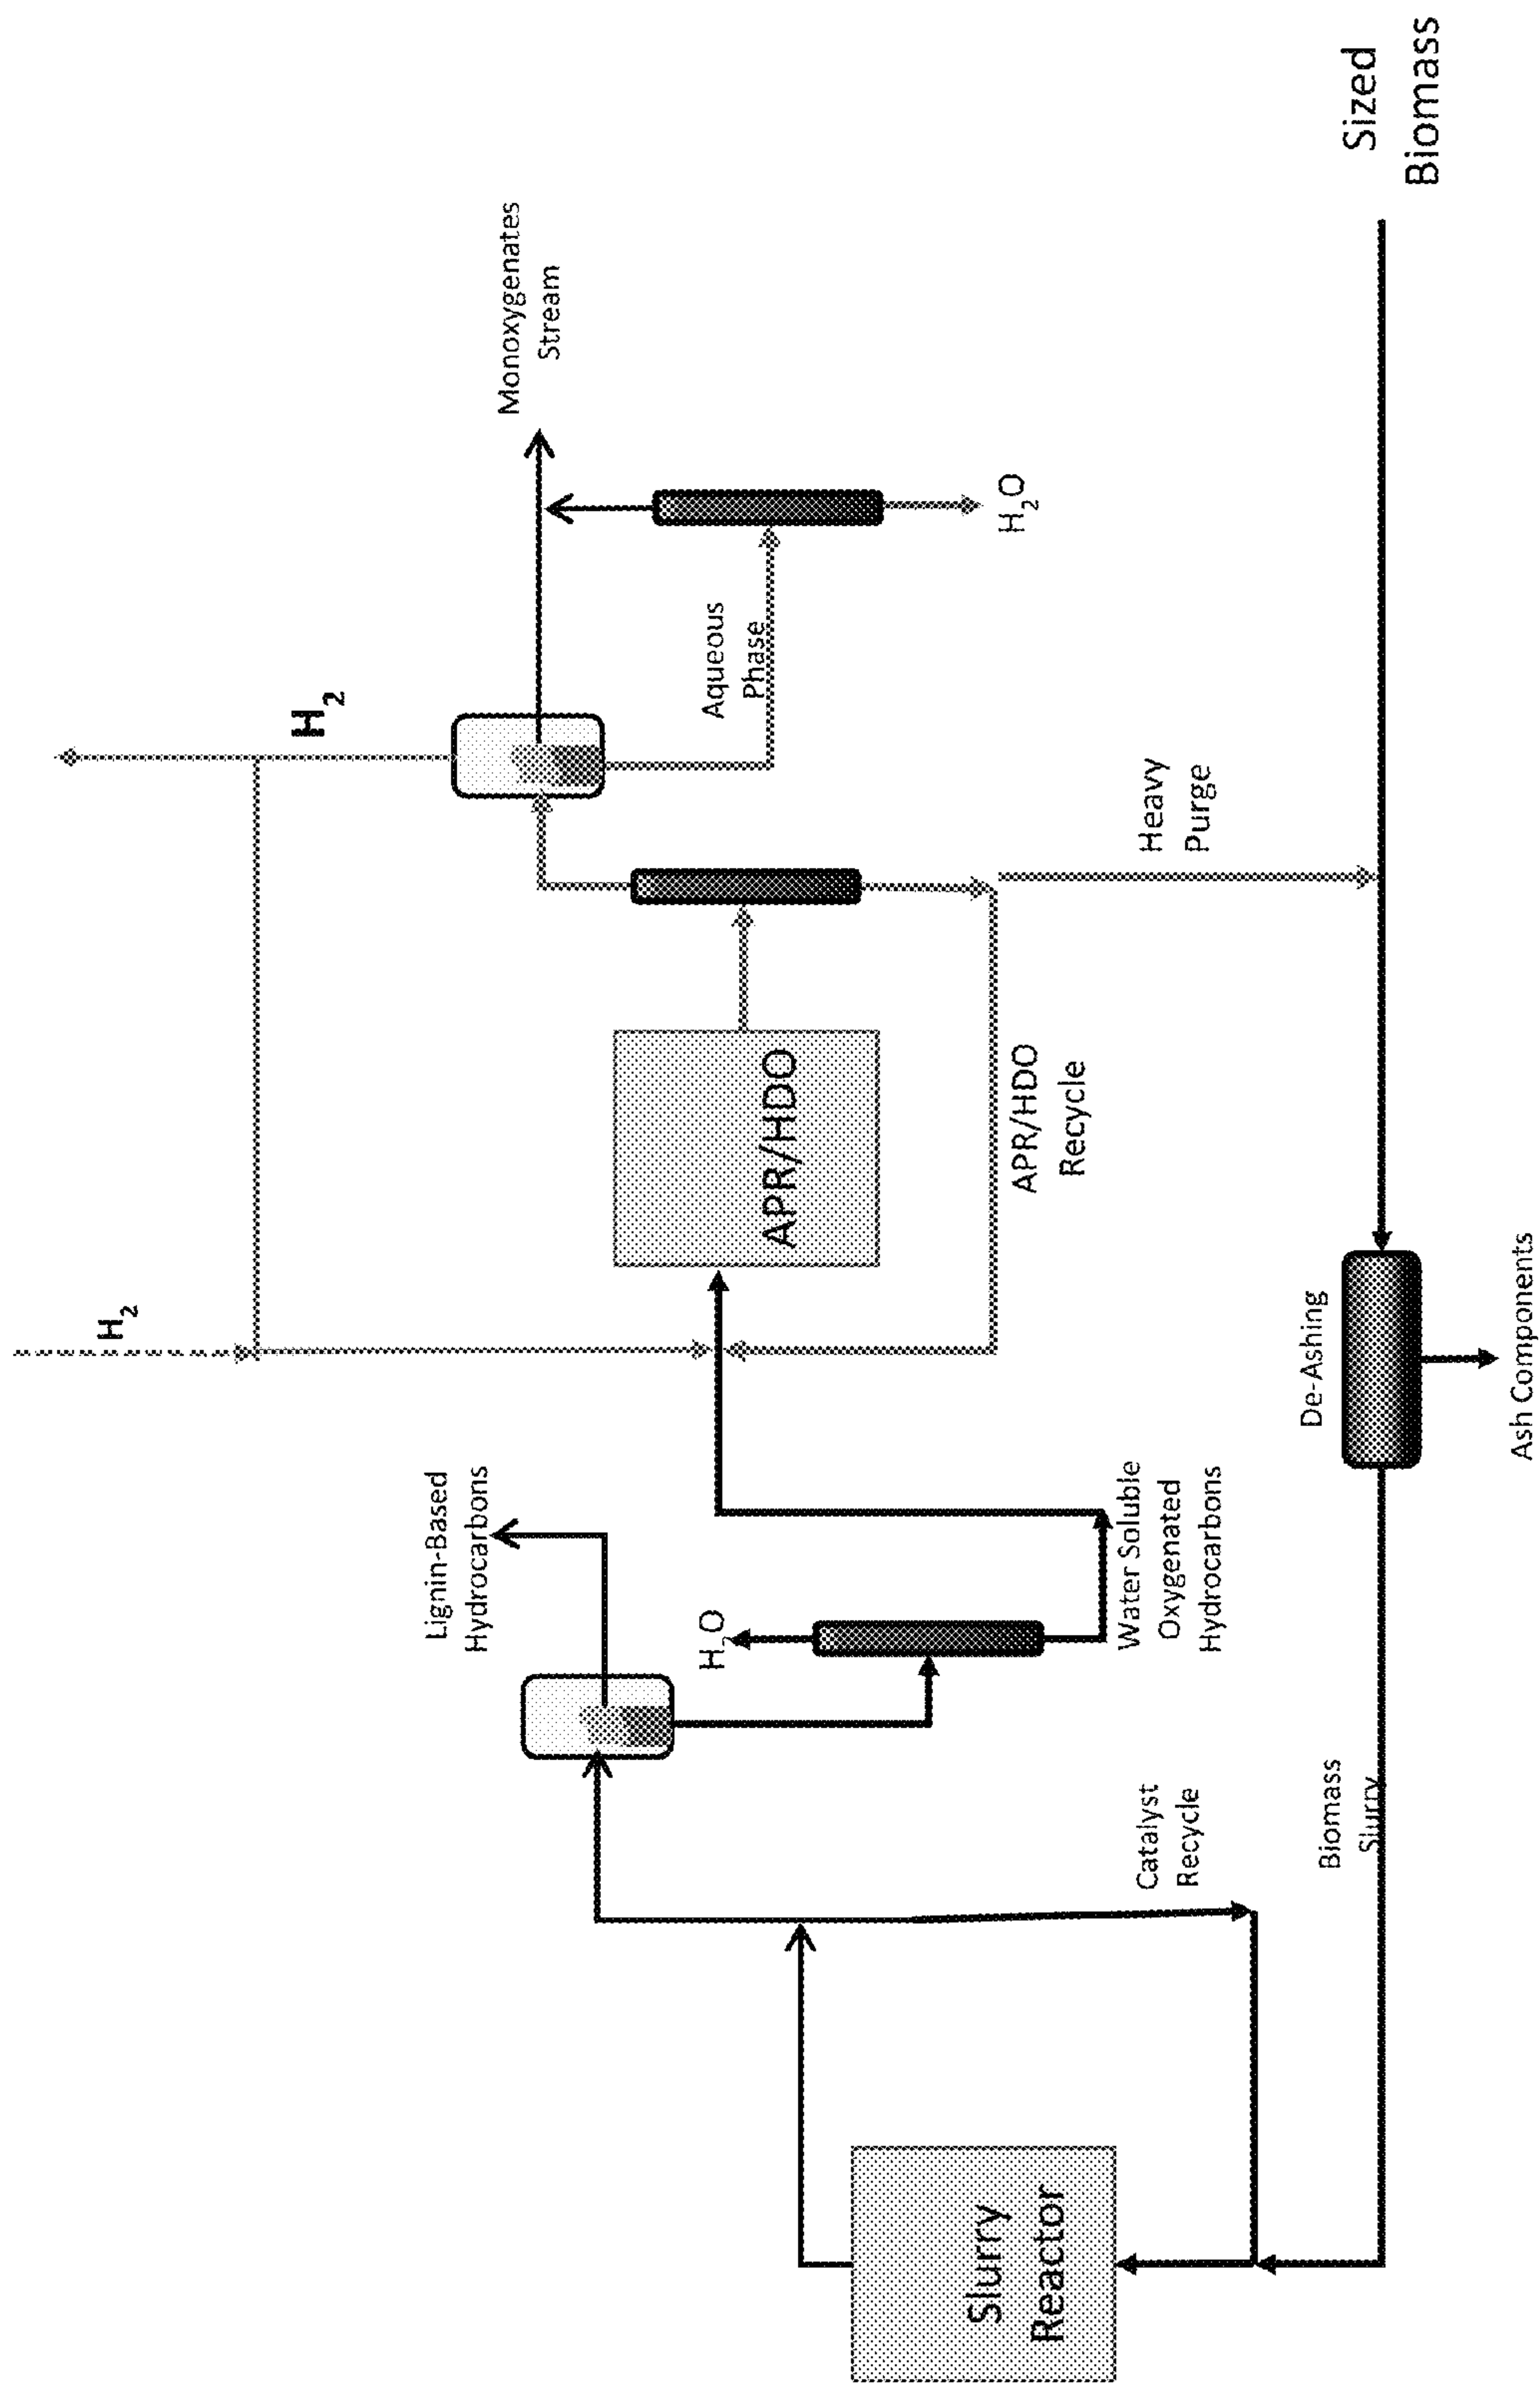 H2
H2
Monoxygenates
Stream
Lignin-Based
Hydrocarbons
H2O
APR/HDO
Aqueous
Phase
H2O
Slurry
Reactor
Water Soluble
Oxygenated
Hydrocarbons
APR/HDO
Recycle
Heavy
Purge
Catalyst
Recycle
Biomass
Slurry
De-Ashing
Ash Components
Sized
Biomass